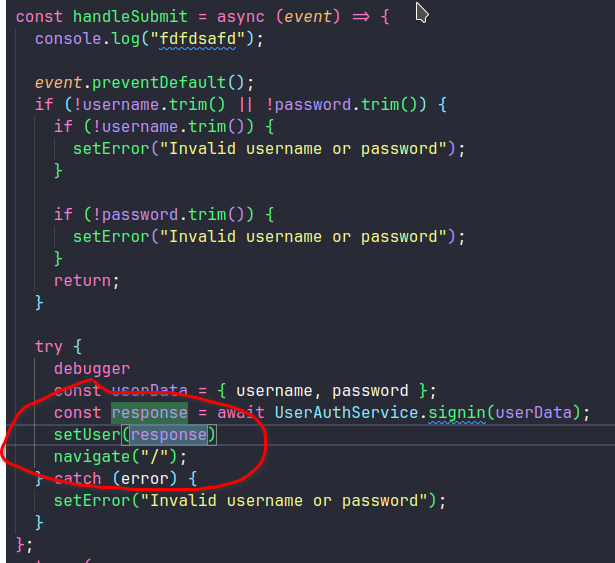 const handleSubmit = async (event) => {
console.log("fdfdsafd");
event.preventDefault();
if (!username.trim() || !password.trim()) {
if (!username.trim()) {
setError("Invalid username or password");
}
if (!password.trim()) {
setError("Invalid username or password");
}
return;
}
try {
debugger
const userData = { username, password };
const response = await UserAuthService.signin(userData);
setUser(response)
navigate("/");
} catch (error) {
setError("Invalid username or password");
}
};